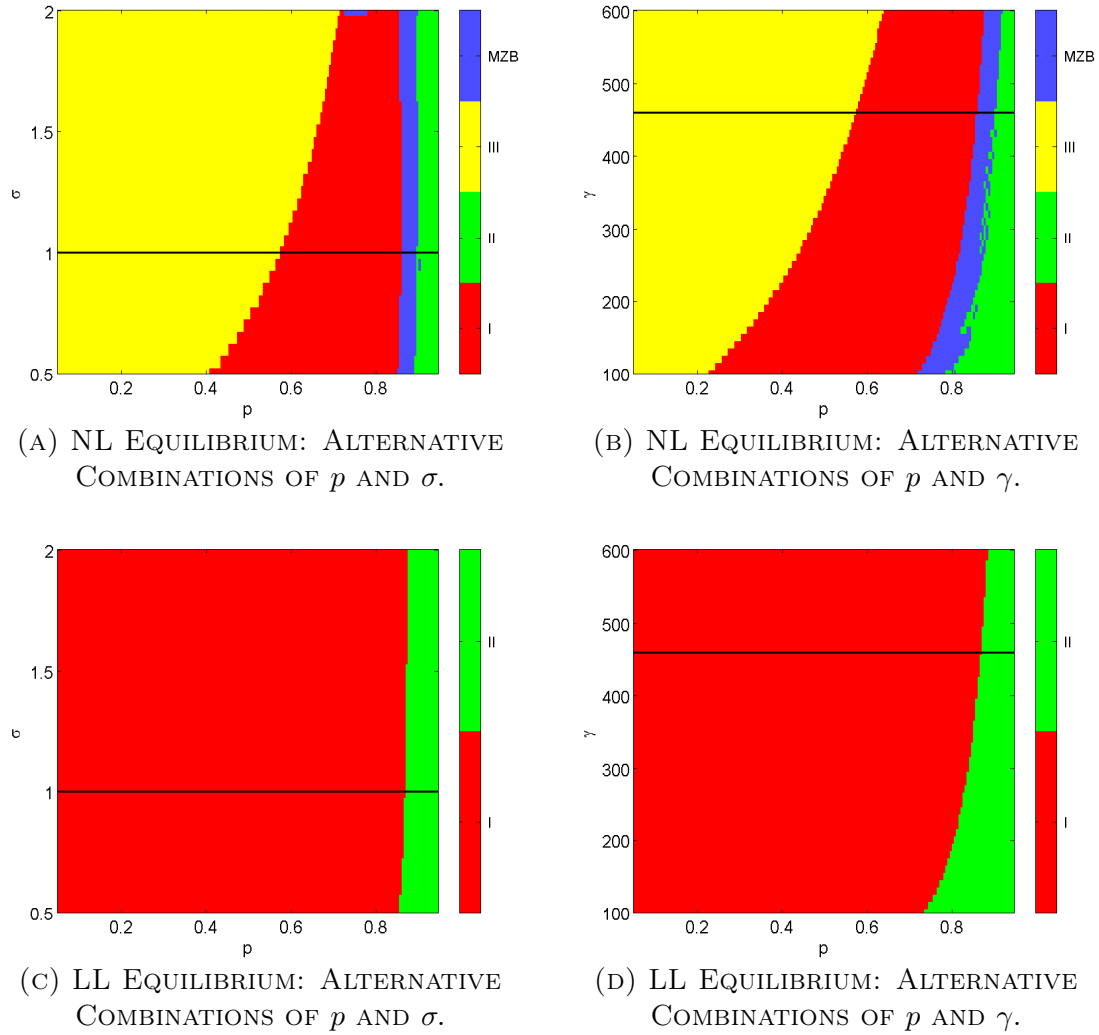 2
1.5
σ
1
0.5
0.2
0.4
0.6
0.8
p
MZB
III
II
I
600
500
400
γ
300
200
100
0.2
0.4
0.6
0.8
p
MZB
III
II
I
(A) NL EQUILIBRIUM: ALTERNATIVE
COMBINATIONS OF p AND σ.
(B) NL EQUILIBRIUM: ALTERNATIVE
COMBINATIONS OF p AND γ.
2
1.5
σ
1
0.5
0.2
0.4
0.6
0.8
p
II
I
600
500
400
γ
300
200
100
0.2
0.4
0.6
0.8
p
II
I
(C) LL EQUILIBRIUM: ALTERNATIVE
COMBINATIONS OF p AND σ.
(D) LL EQUILIBRIUM: ALTERNATIVE
COMBINATIONS OF p AND γ.